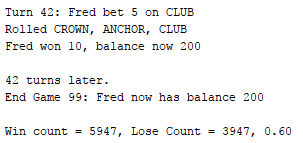 Turn 42: Fred bet 5 on CLUB
Rolled CROWN, ANCHOR, CLUB
Fred won 10, balance now 200
42 turns later.
End Game 99: Fred now has balance 200
Win count = 5947, Lose Count = 3947, 0.60